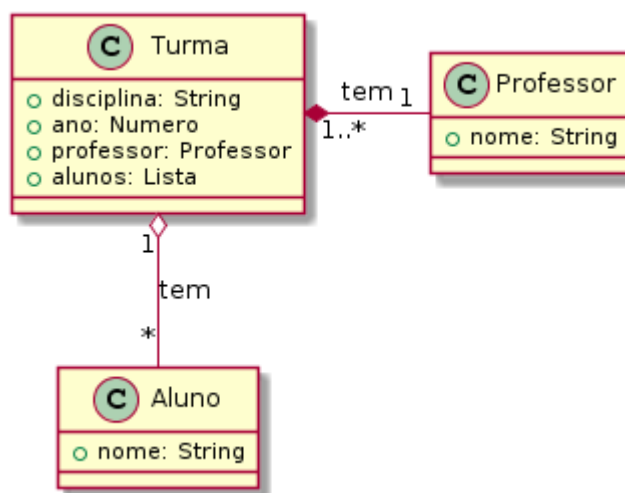 C Turma
disciplina: String
ano: Numero
professor: Professor
alunos: Lista
tem 1
1..*
C Professor
nome: String
1
tem
*
C Aluno
nome: String